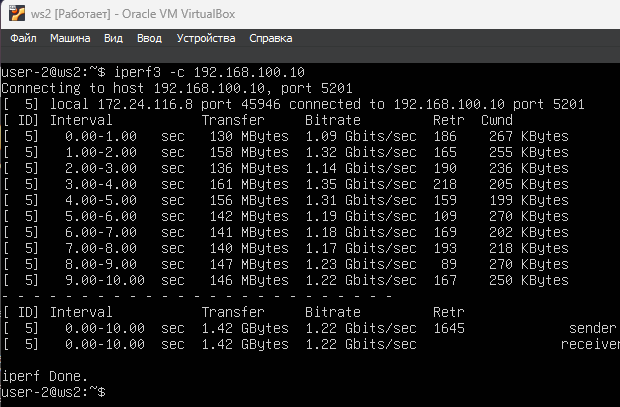 ws2 [Работает] - Oracle VM VirtualBox
Файл Машина Вид Ввод Устройства Справка
user-2@ws2:~$ iperf3 -c 192.168.100.10
Connecting to host 192.168.100.10, port 5201
[  5] local 172.24.116.8 port 45946 connected to 192.168.100.10 port 5201
[ ID] Interval           Transfer     Bitrate         Retr  Cwnd
[  5]   0.00-1.00   sec   130 MBytes  1.09 Gbits/sec  186    267 KBytes
[  5]   1.00-2.00   sec   158 MBytes  1.32 Gbits/sec  165    255 KBytes
[  5]   2.00-3.00   sec   136 MBytes  1.14 Gbits/sec  190    236 KBytes
[  5]   3.00-4.00   sec   161 MBytes  1.35 Gbits/sec  218    205 KBytes
[  5]   4.00-5.00   sec   156 MBytes  1.31 Gbits/sec  159    199 KBytes
[  5]   5.00-6.00   sec   142 MBytes  1.19 Gbits/sec  109    270 KBytes
[  5]   6.00-7.00   sec   141 MBytes  1.18 Gbits/sec  169    202 KBytes
[  5]   7.00-8.00   sec   140 MBytes  1.17 Gbits/sec  193    218 KBytes
[  5]   8.00-9.00   sec   147 MBytes  1.23 Gbits/sec   89    270 KBytes
[  5]   9.00-10.00  sec   146 MBytes  1.22 Gbits/sec  167    250 KBytes
- - - - - - - - - - - - - - - - - - - - - - - - -
[ ID] Interval           Transfer     Bitrate         Retr
[  5]   0.00-10.00  sec  1.42 GBytes  1.22 Gbits/sec  1645             sender
[  5]   0.00-10.00  sec  1.42 GBytes  1.22 Gbits/sec                  receiver
iperf Done.
user-2@ws2:~$